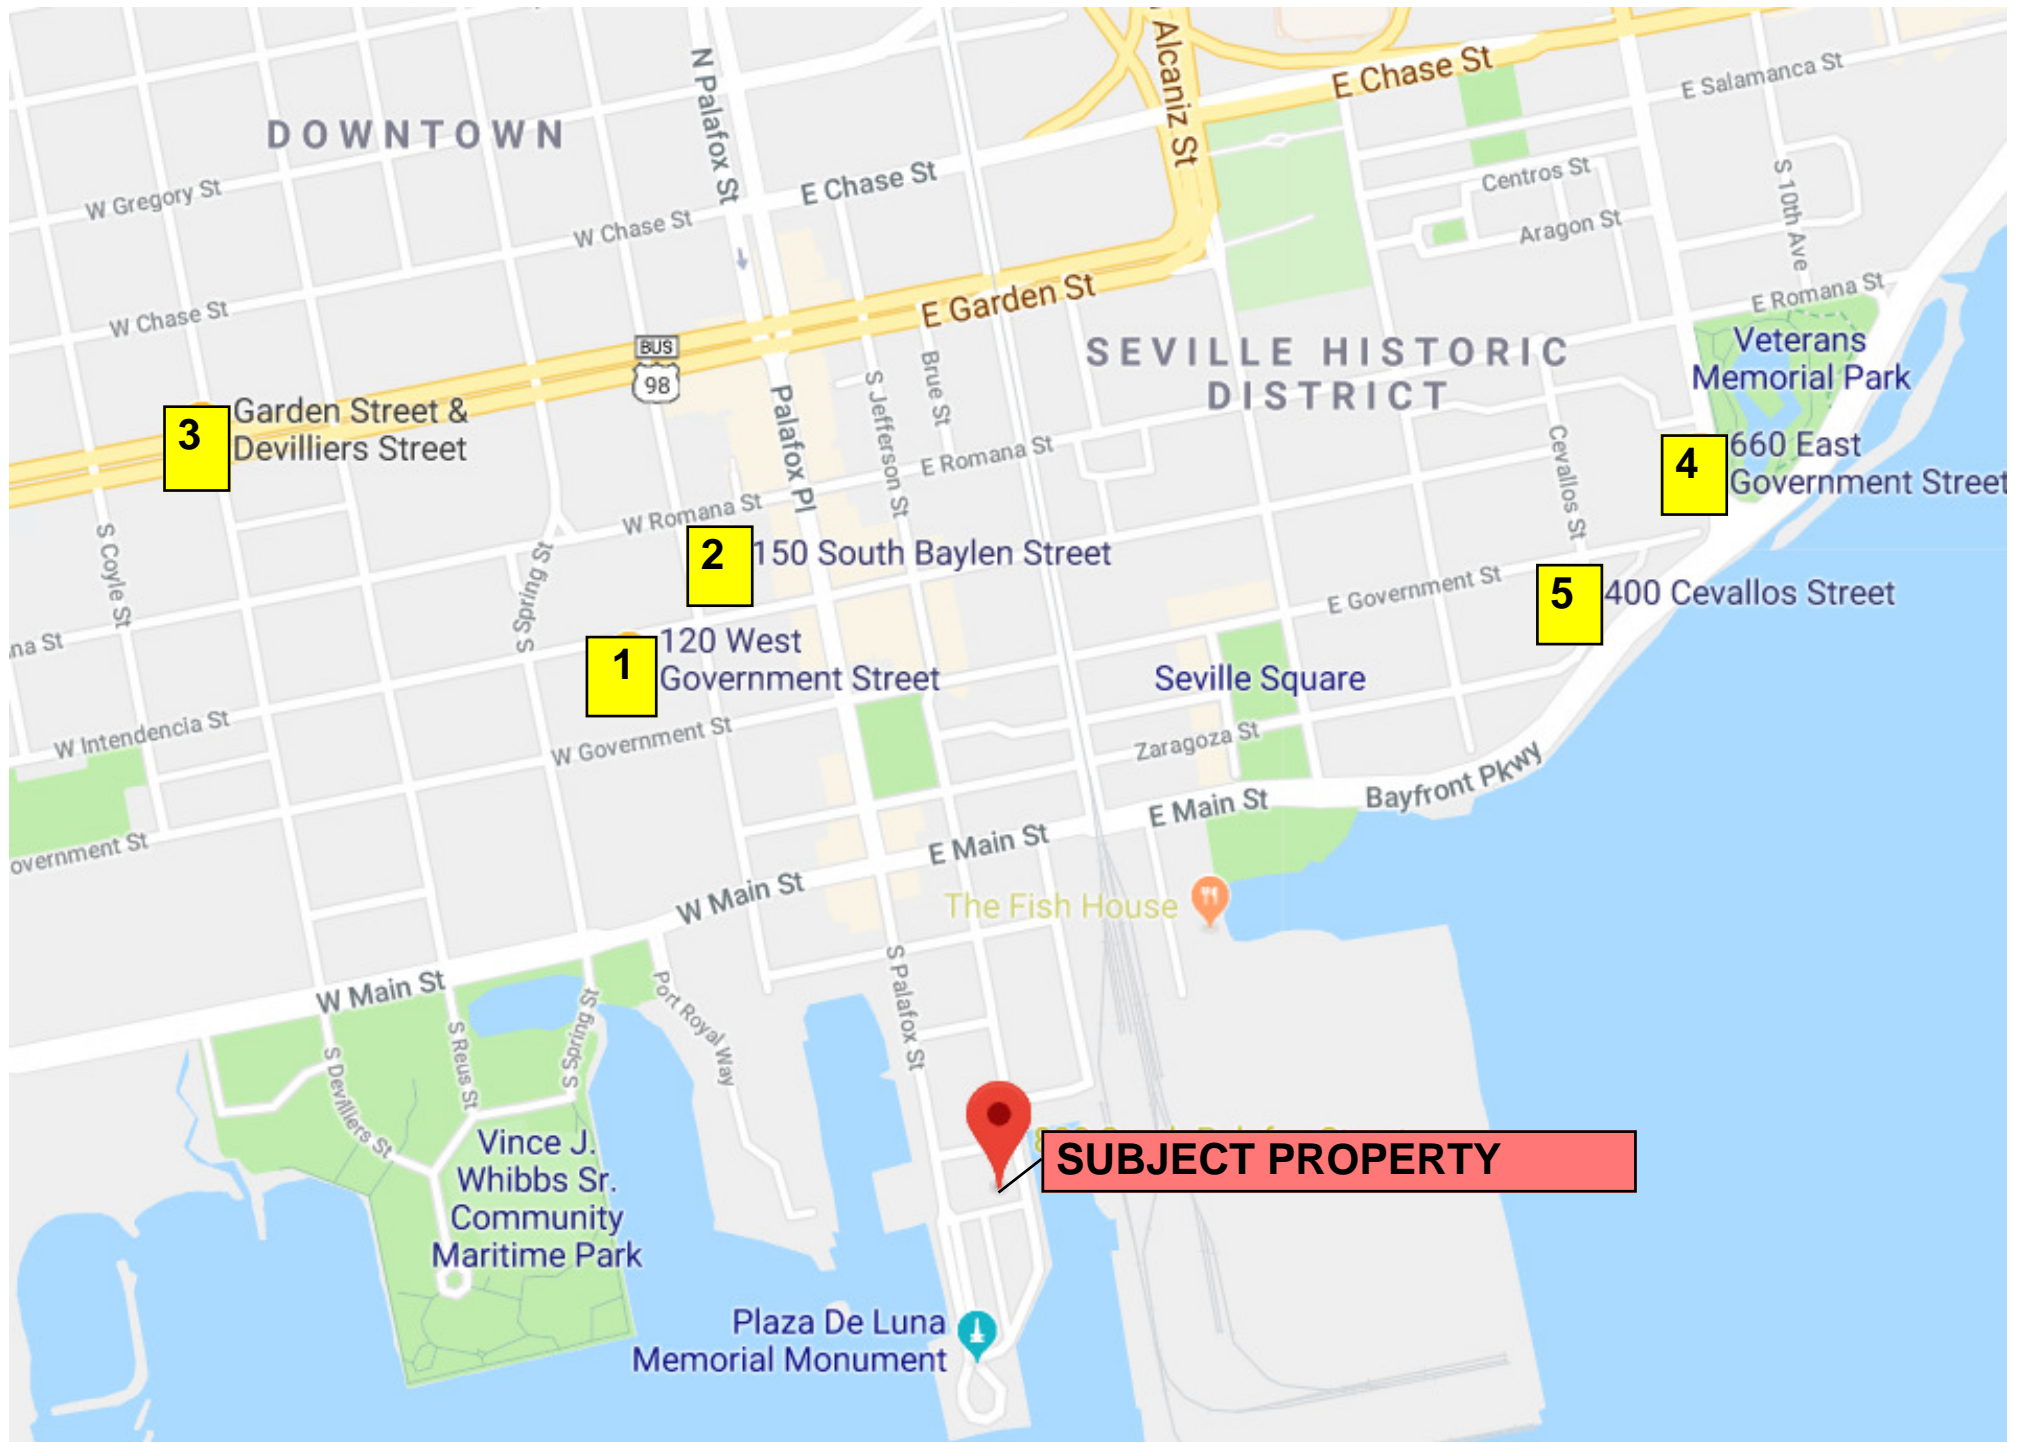 Alcaniz St
N Palafox St
E Chase St
E Salamanca St
DOWNTOWN
W Gregory St
E Chase St
Centros St
S 10th Ave
W Chase St
Aragon St
W Chase St
E Garden St
E Romana St
BUS
98
SEVILLE HISTORIC
DISTRICT
Veterans
Memorial Park
Palafox Pl
S Jefferson St
Brue St
3
Garden Street &
Devilliers Street
E Romana St
Cevallos St
4
660 East
Government Street
W Romana St
S Coyle St
S Spring St
2
150 South Baylen Street
E Government St
5
400 Cevallos Street
na St
1
120 West
Government Street
Seville Square
W Intendencia St
W Government St
Zaragoza St
Bayfront Pkwy
E Main St
E Main St
overnment St
W Main St
The Fish House
W Main St
S Palafox St
Port Royal Way
S Spring St
S Reus St
S Devilliers St
Vince J.
Whibbs Sr.
Community
Maritime Park
SUBJECT PROPERTY
Plaza De Luna
Memorial Monument